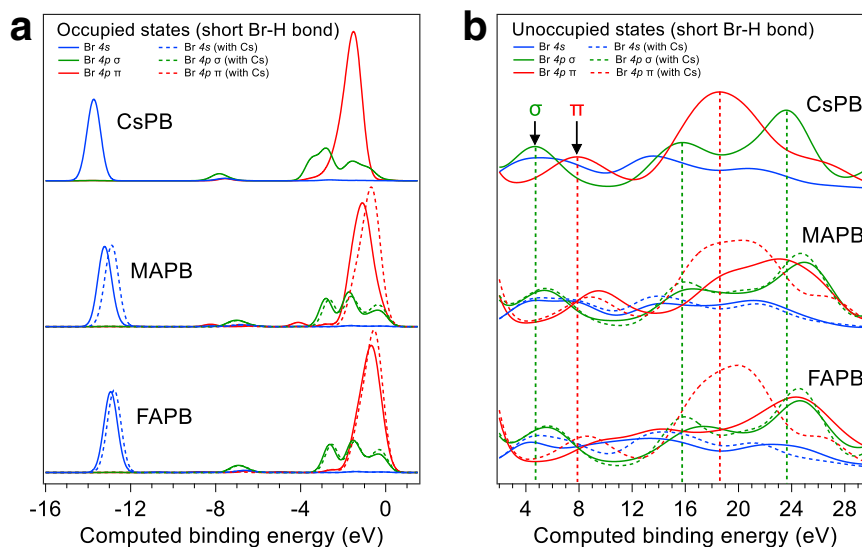 a
Occupied states (short Br-H bond)
Br 4s
Br 4s (with Cs)
Br 4p σ
Br 4p σ (with Cs)
Br 4p π
Br 4p π (with Cs)
CsPB
MAPB
FAPB
-16 -12 -8 -4 0
Computed binding energy (eV)
b
Unoccupied states (short Br-H bond)
Br 4s
Br 4s (with Cs)
Br 4p σ
Br 4p σ (with Cs)
Br 4p π
Br 4p π (with Cs)
σ π
CsPB
MAPB
FAPB
4 8 12 16 20 24 28
Computed binding energy (eV)